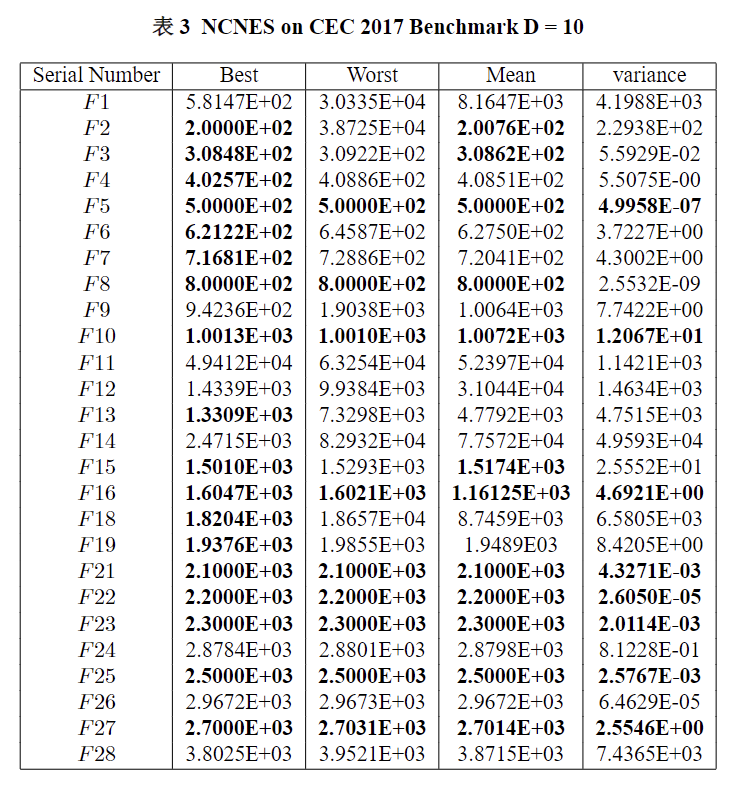 表 3 NCNES on CEC 2017 Benchmark D = 10
Serial Number Best Worst Mean variance
F1 5.8147E+02 3.0335E+04 8.1647E+03 4.1988E+03
F2 2.0000E+02 3.8725E+04 2.0076E+02 2.2938E+02
F3 3.0848E+02 3.0922E+02 3.0862E+02 5.5929E-02
F4 4.0257E+02 4.0886E+02 4.0851E+02 5.5075E-00
F5 5.0000E+02 5.0000E+02 5.0000E+02 4.9958E-07
F6 6.2122E+02 6.4587E+02 6.2750E+02 3.7227E+00
F7 7.1681E+02 7.2886E+02 7.2041E+02 4.3002E+00
F8 8.0000E+02 8.0000E+02 8.0000E+02 2.5532E-09
F9 9.4236E+02 1.9038E+03 1.0064E+03 7.7422E+00
F10 1.0013E+03 1.0010E+03 1.0072E+03 1.2067E+01
F11 4.9412E+04 6.3254E+04 5.2397E+04 1.1421E+03
F12 1.4339E+03 9.9384E+03 3.1044E+04 1.4634E+03
F13 1.3309E+03 7.3298E+03 4.7792E+03 4.7515E+03
F14 2.4715E+03 8.2932E+04 7.7572E+04 4.9593E+04
F15 1.5010E+03 1.5293E+03 1.5174E+03 2.5552E+01
F16 1.6047E+03 1.6021E+03 1.16125E+03 4.6921E+00
F18 1.8204E+03 1.8657E+04 8.7459E+03 6.5805E+03
F19 1.9376E+03 1.9855E+03 1.9489E03 8.4205E+00
F21 2.1000E+03 2.1000E+03 2.1000E+03 4.3271E-03
F22 2.2000E+03 2.2000E+03 2.2000E+03 2.6050E-05
F23 2.3000E+03 2.3000E+03 2.3000E+03 2.0114E-03
F24 2.8784E+03 2.8801E+03 2.8798E+03 8.1228E-01
F25 2.5000E+03 2.5000E+03 2.5000E+03 2.5767E-03
F26 2.9672E+03 2.9673E+03 2.9672E+03 6.4629E-05
F27 2.7000E+03 2.7031E+03 2.7014E+03 2.5546E+00
F28 3.8025E+03 3.9521E+03 3.8715E+03 7.4365E+03